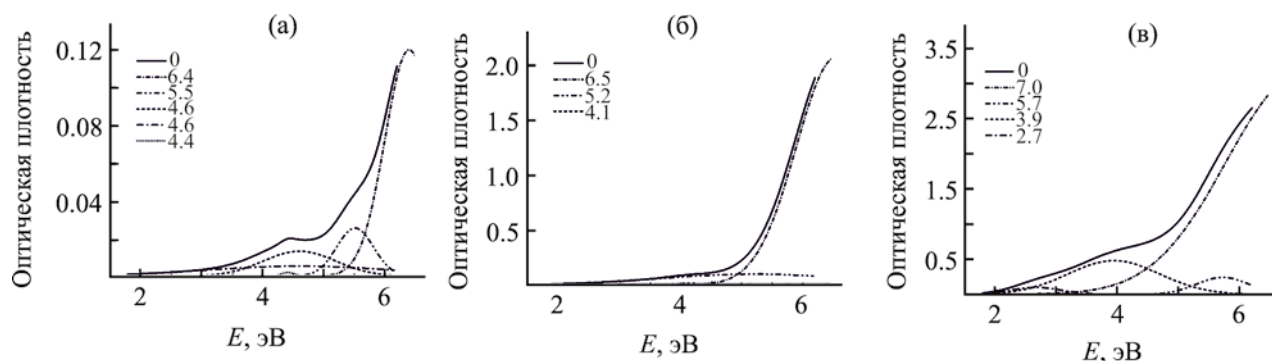 (а)
Оптическая плотность
0.12
0.08
0.04
0
6.4
5.5
4.6
4.6
4.4
2 4 6
E, эВ
(б)
Оптическая плотность
2.0
1.5
1.0
0.5
0
6.5
5.2
4.1
2 4 6
E, эВ
(в)
Оптическая плотность
3.5
2.5
1.5
0.5
0
7.0
5.7
3.9
2.7
2 4 6
E, эВ